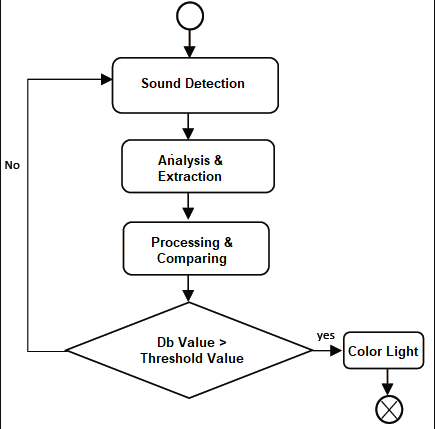 Sound Detection
Analysis &
Extraction
No
Processing &
Comparing
Db Value >
Threshold Value
yes
Color Light